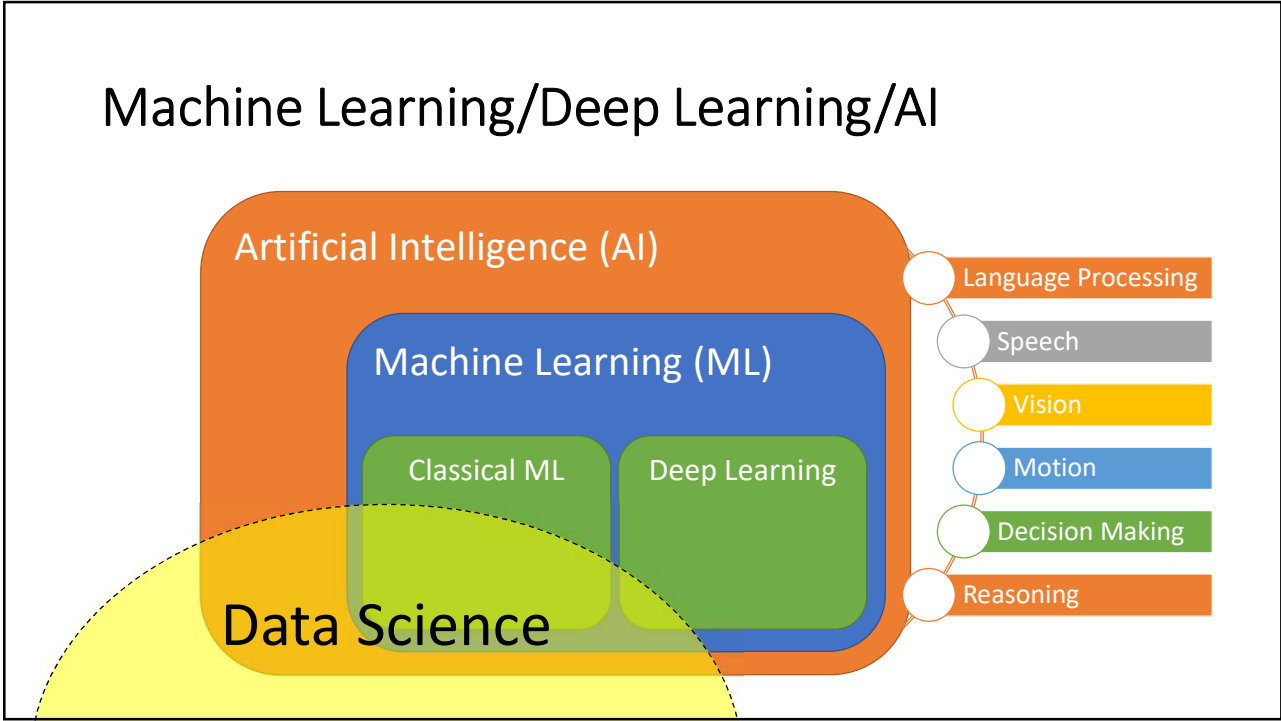 Machine Learning/Deep Learning/AI
Artificial Intelligence (AI)
Machine Learning (ML)
Classical ML
Deep Learning
Data Science
Language Processing
Speech
Vision
Motion
Decision Making
Reasoning